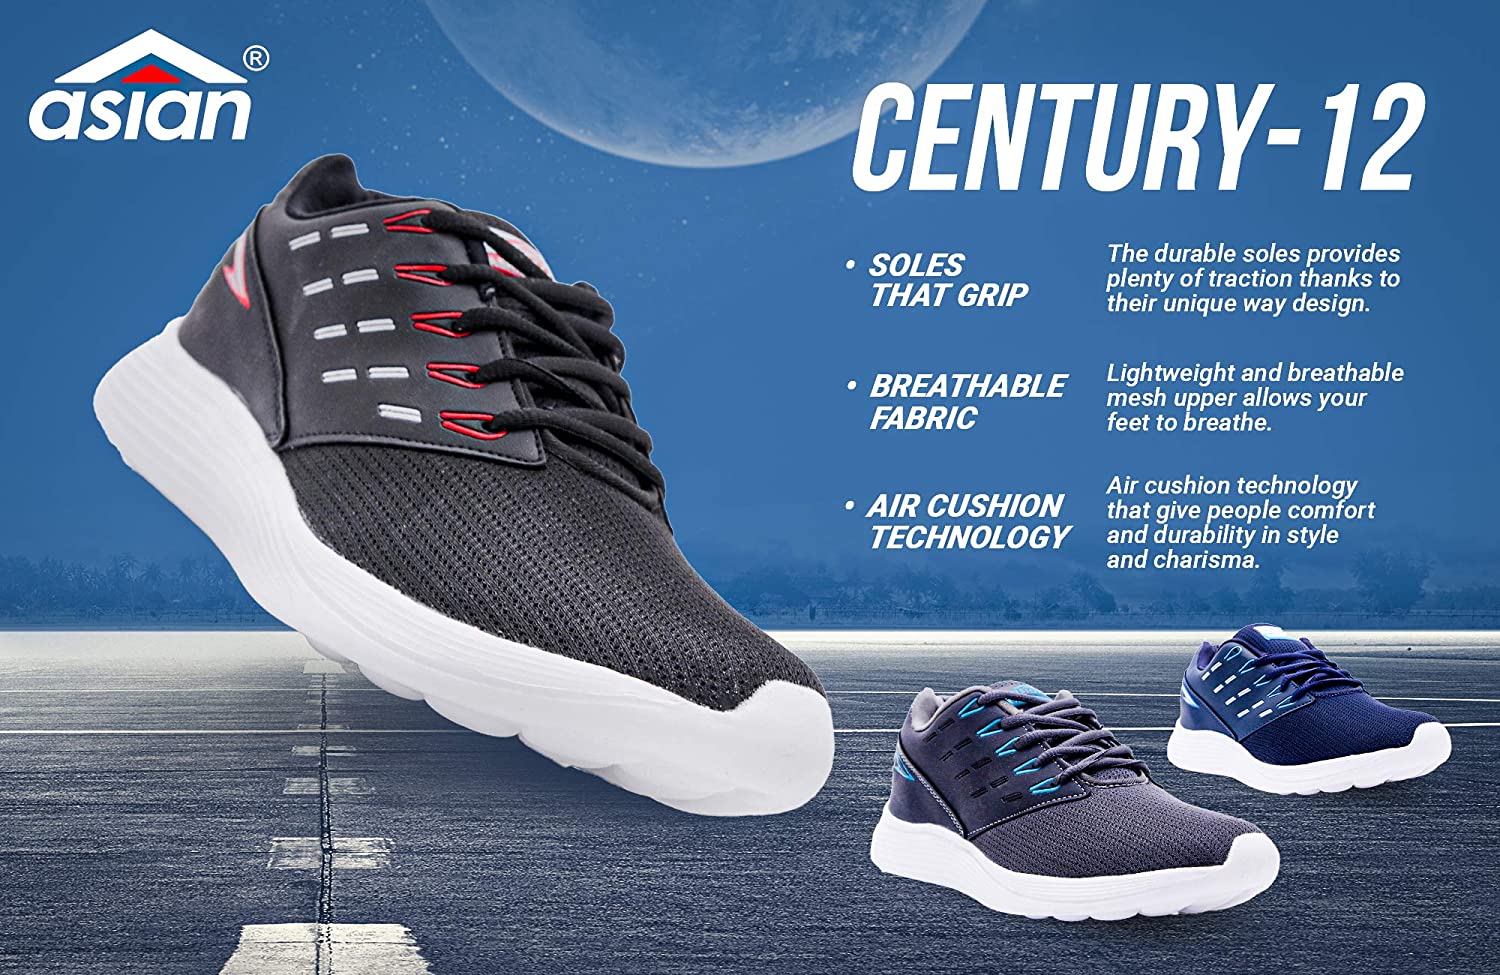 asian®
CENTURY-12
• SOLES
THAT GRIP
The durable soles provides
plenty of traction thanks to
their unique way design.
• BREATHABLE
FABRIC
Lightweight and breathable
mesh upper allows your
feet to breathe.
• AIR CUSHION
TECHNOLOGY
Air cushion technology
that give people comfort
and durability in style
and charisma.